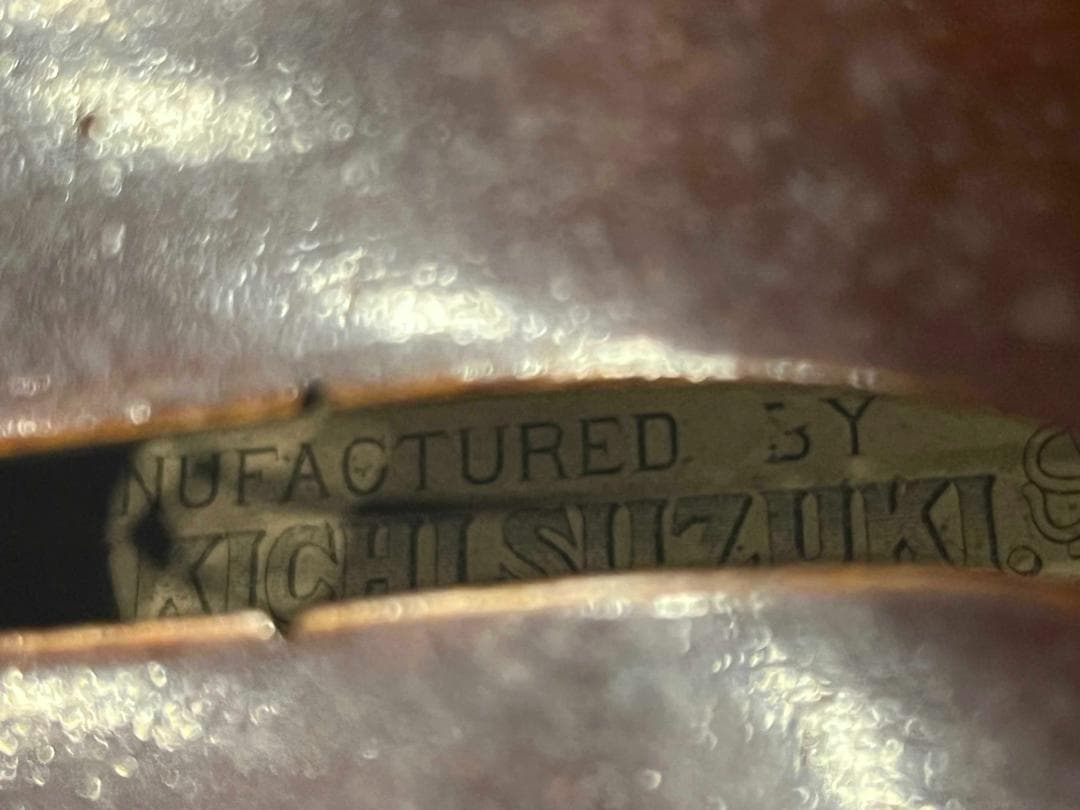 NUFACTURED BY
KICHI SUZUKI.